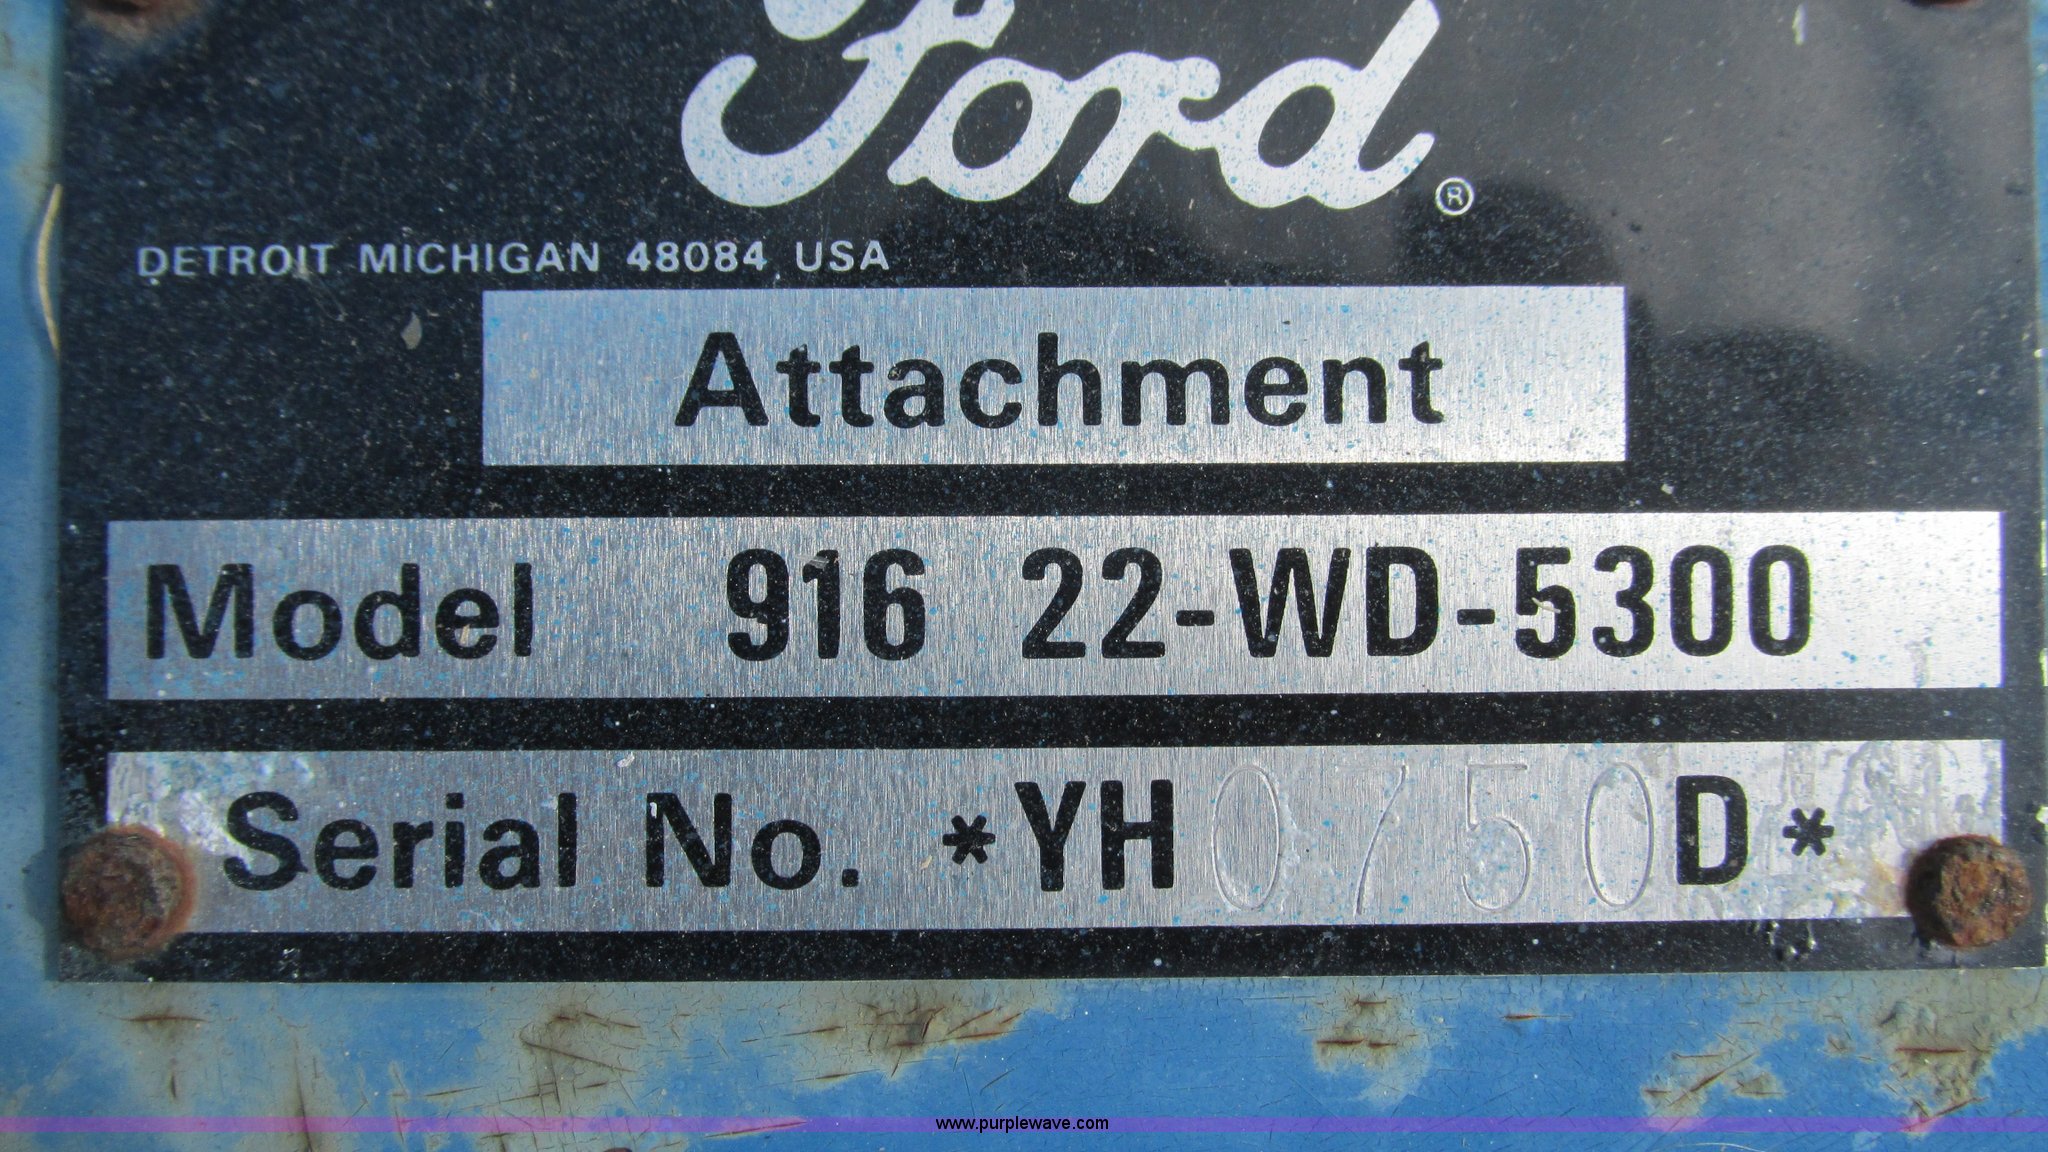 Ford ®
DETROIT MICHIGAN 48084 USA
Attachment
Model 916 22-WD-5300
Serial No. *YH0750D*
www.purplewave.com